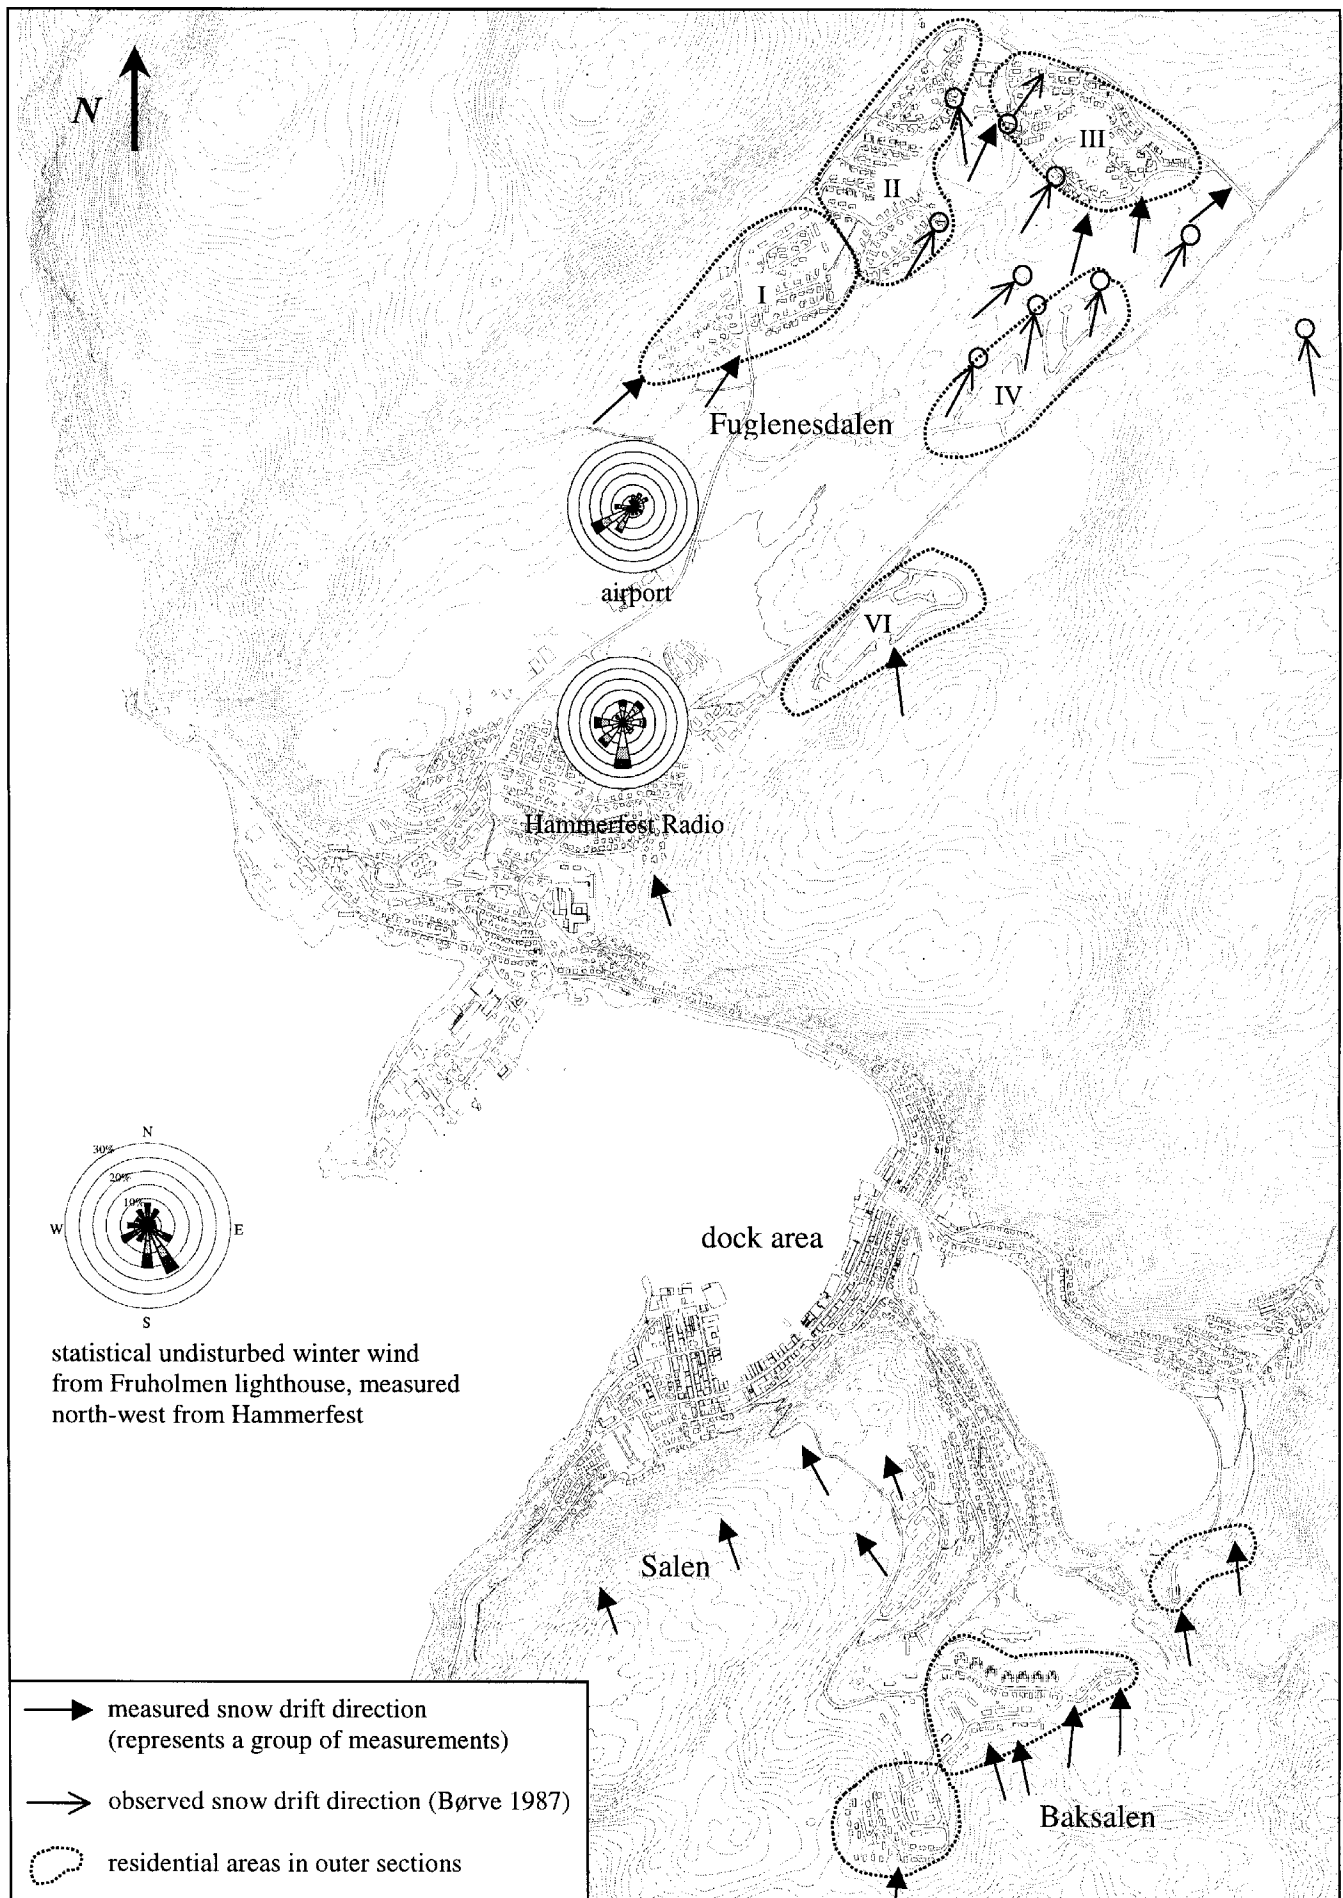 N
III
II
I
IV
Fuglenesdalen
airport
VI
Hammerfest Radio
N
30%
20%
10%
W
E
S
dock area
statistical undisturbed winter wind
from Fruholmen lighthouse, measured
north-west from Hammerfest
Salen
measured snow drift direction
(represents a group of measurements)
observed snow drift direction (Børve 1987)
Baksalen
residential areas in outer sections